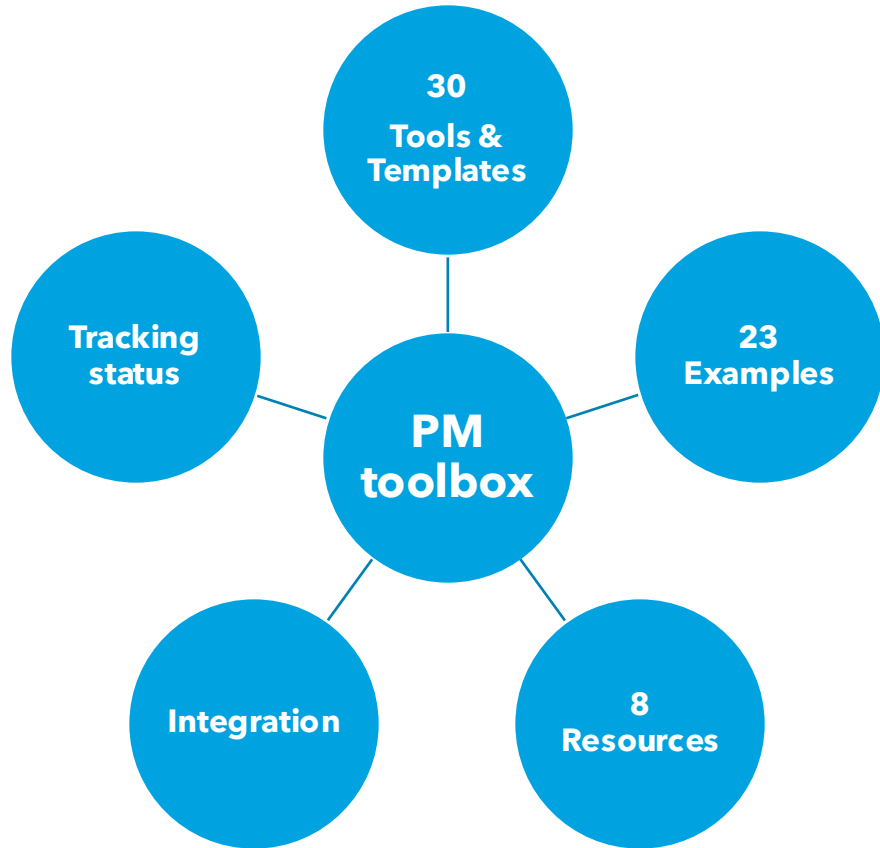 30
Tools &
Templates
Tracking
status
23
Examples
PM
toolbox
Integration
8
Resources